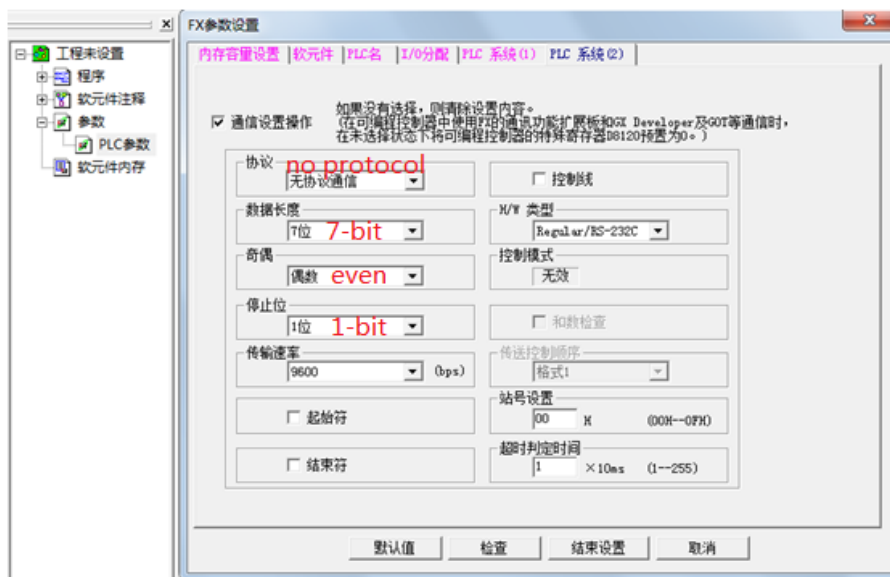 FX参数设置
工程未设置
程序
软元件注释
参数
PLC参数
软元件内存
内存容量设置 软元件 PLC名 I/O分配 PLC 系统(1) PLC 系统(2)
通信设置操作
如果没有选择，则清除设置内容。
(在可编程控制器中使用FX的通讯功能扩展板和GX Developer及GOT等通信时，
在未选择状态下将可编程控制器的特殊寄存器D8120预置为0。)
协议
no protocol
无协议通信
控制线
数据长度
7位 7-bit
H/W 类型
Regular/RS-232C
奇偶
偶数 even
控制模式
无效
停止位
1位 1-bit
和数检查
传输速率
9600 (bps)
传送控制顺序
格式1
起始符
站号设置
00 H (00H--0FH)
结束符
超时判定时间
1 ×10ms (1--255)
默认值 检查 结束设置 取消